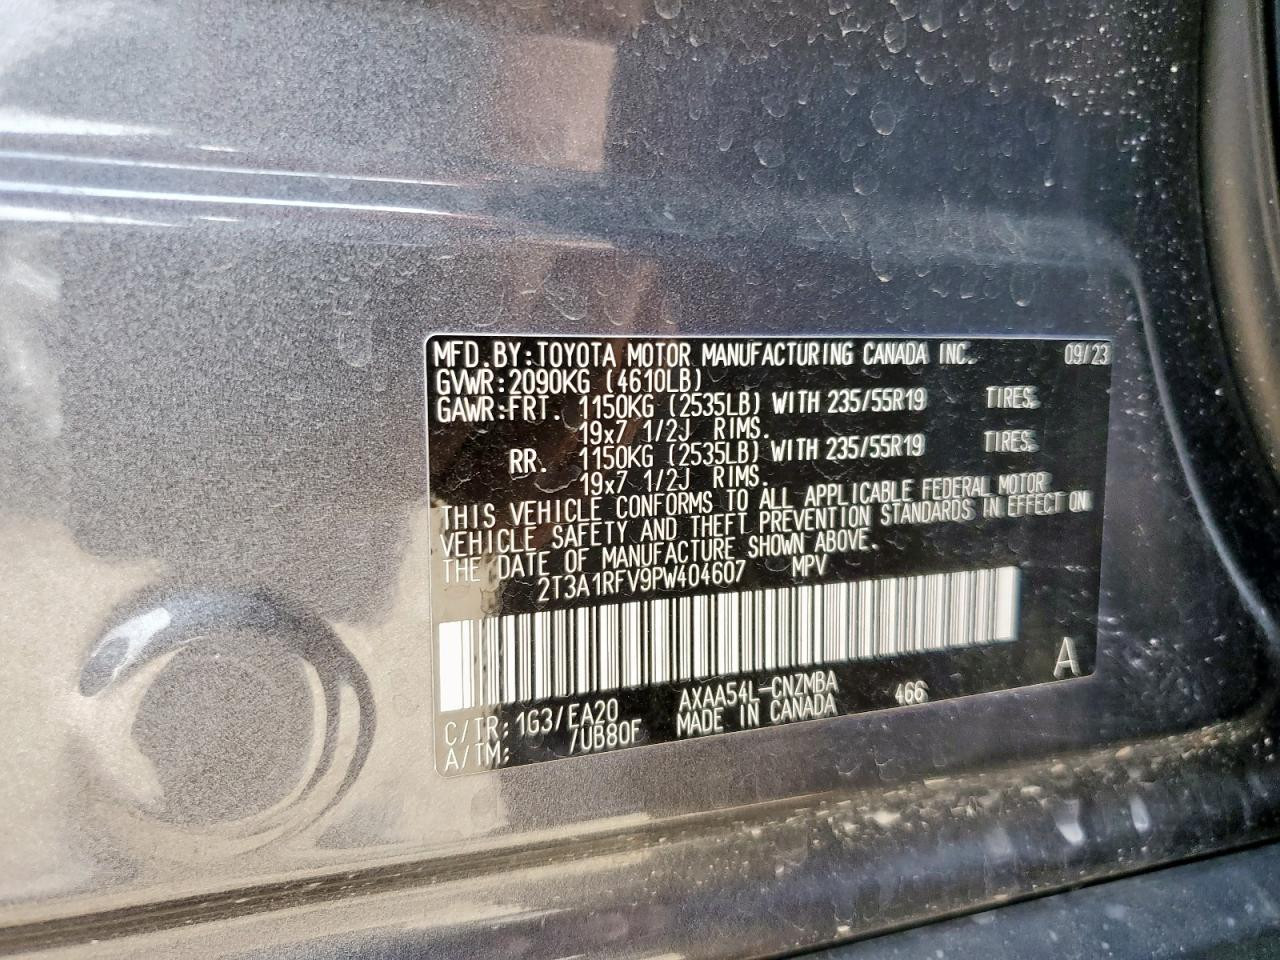 MFD. BY: TOYOTA MOTOR MANUFACTURING CANADA INC. 09/23
GVWR: 2090KG (4610LB)
GAWR: FRT. 1150KG (2535LB) WITH 235/55R19 TIRES,
19x7 1/2J RIMS.
RR. 1150KG (2535LB) WITH 235/55R19 TIRES,
19x7 1/2J RIMS.
THIS VEHICLE CONFORMS TO ALL APPLICABLE FEDERAL MOTOR
VEHICLE SAFETY AND THEFT PREVENTION STANDARDS IN EFFECT ON
THE DATE OF MANUFACTURE SHOWN ABOVE.
2T3A1RFV9PW404607 MPV
A
C/TR: 1G3/EA20 AXAA54L-CNZMBA 466
A/TM: /UB80F MADE IN CANADA